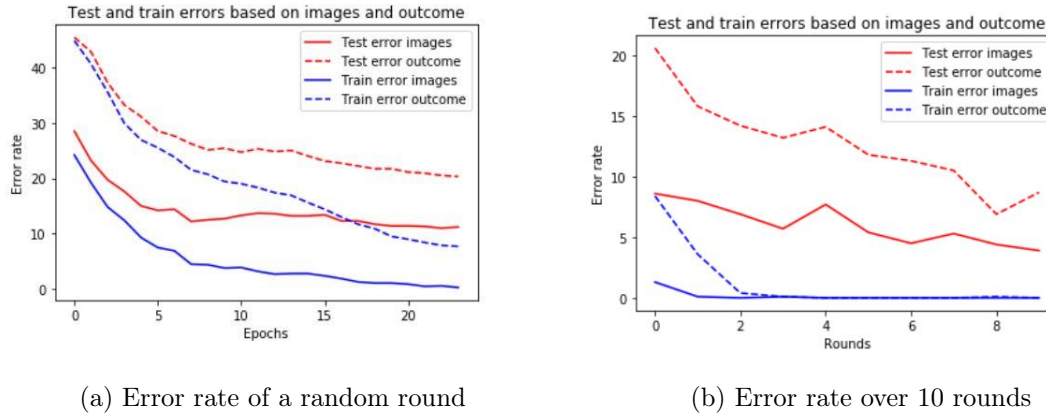 Test and train errors based on images and outcome
Test error images
Test error outcome
Train error images
Train error outcome
Error rate
40
30
20
10
0
0
5
10
15
20
Epochs
(a) Error rate of a random round
Test and train errors based on images and outcome
Test error images
Test error outcome
Train error images
Train error outcome
Error rate
20
15
10
5
0
0
2
4
6
8
Rounds
(b) Error rate over 10 rounds